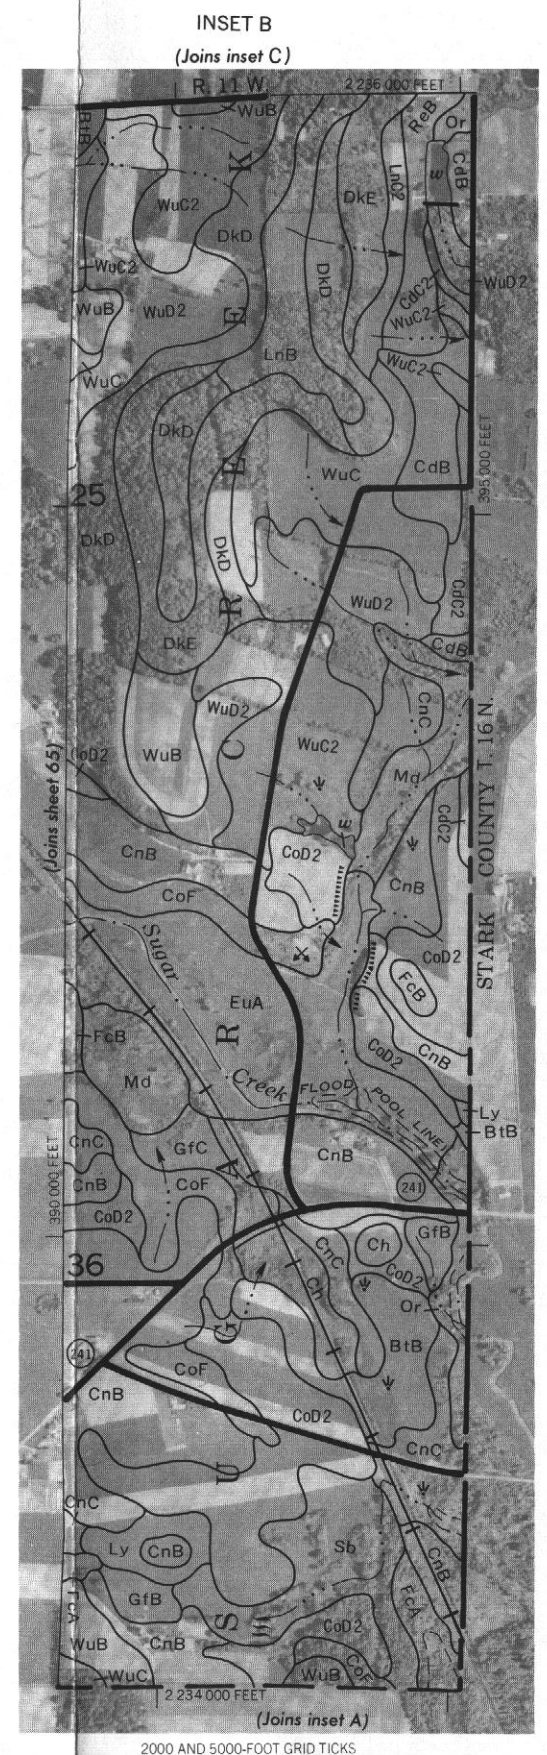 INSET B
(Joins inset C)
R. 11 W.
2 236 000 FEET
WuB
ReB
Or
BtB
K
LnC2
w
CdB
DkE
WuC2
DkD
DkD
WuC2
WuD2
CdC2
WuB
WuD2
E
WuC2
LnB
WuC2
WuC
DkD
CdB
E
WuC
395 000 FEET
25
DkD
DkD
R
WuD2
CdC2
CdB
DkE
WuD2
CnC
C
WuC2
STARK COUNTY T. 16 N.
CoD2
WuB
Md
(Joins sheet 65)
E
CdC2
CnB
CoD2
CnB
CoF
Sugar
CoD2
FcB
EuA
R
FcB
CoD2
CnB
Md
Creek
FLOOD POOL LINE
Ly
BtB
CnC
GfC
CnB
A
390 000 FEET
CnB
CoF
241
CoD2
GfB
CnC
Ch
36
CoD2
Ch
Or
G
241
BtB
CoF
CnB
CoD2
CnC
U
CnC
Ly
CnB
Sb
CnB
GfB
FcA
FcA
S
CoD2
WuB
CnB
WuC
WuB
CoF
2 234 000 FEET
(Joins inset A)
2000 AND 5000-FOOT GRID TICKS